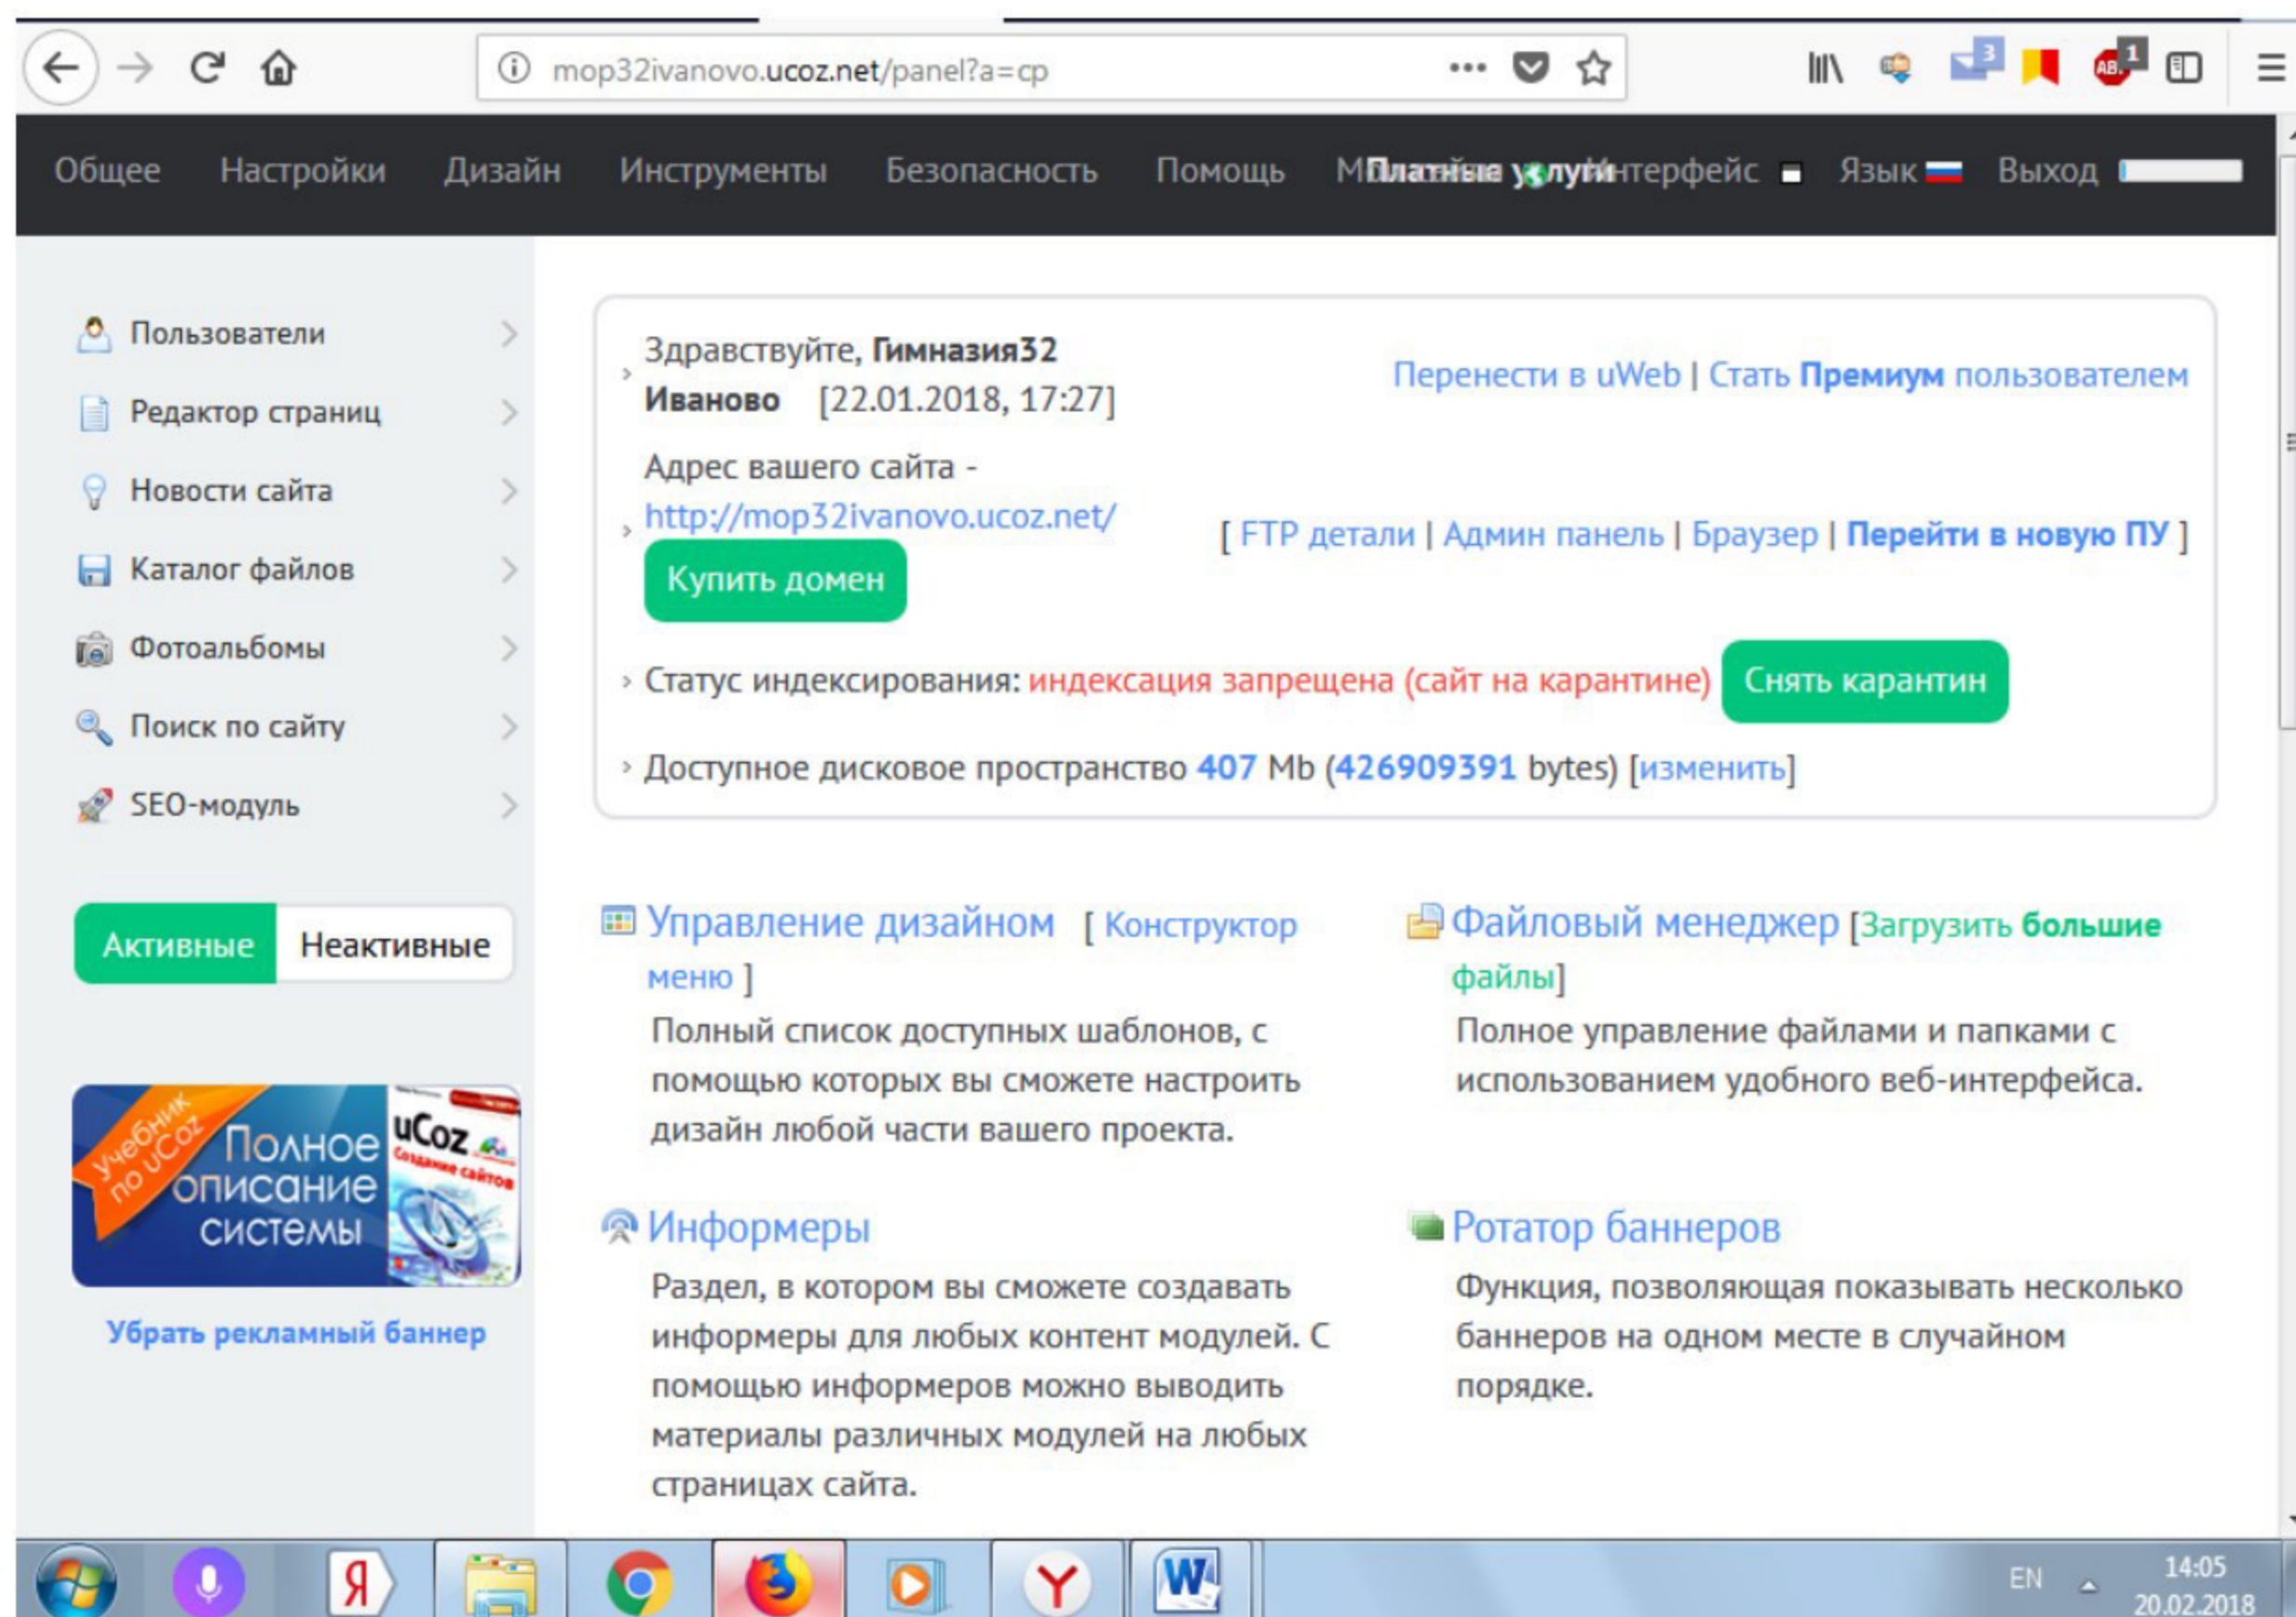 mop32ivanovo.ucoz.net/panel?a=cp
3
ABP
1
Общее Настройки Дизайн Инструменты Безопасность Помощь Платные услуги Интерфейс Язык Выход
Пользователи
Редактор страниц
Новости сайта
Каталог файлов
Фотоальбомы
Поиск по сайту
SEO-модуль
Активные Неактивные
Учебник
по uCoz
Полное
описание
системы
uCoz
Создание сайтов
Убрать рекламный баннер
Здравствуйте, Гимназия32
Иваново [22.01.2018, 17:27]
Перенести в uWeb | Стать Премиум пользователем
Адрес вашего сайта -
http://mop32ivanovo.ucoz.net/
[ FTP детали | Админ панель | Браузер | Перейти в новую ПУ ]
Купить домен
Статус индексирования: индексация запрещена (сайт на карантине) Снять карантин
Доступное дисковое пространство 407 Mb (426909391 bytes) [изменить]
Управление дизайном [ Конструктор
меню ]
Полный список доступных шаблонов, с
помощью которых вы сможете настроить
дизайн любой части вашего проекта.
Файловый менеджер [Загрузить большие
файлы]
Полное управление файлами и папками с
использованием удобного веб-интерфейса.
Информеры
Раздел, в котором вы сможете создавать
информеры для любых контент модулей. С
помощью информеров можно выводить
материалы различных модулей на любых
страницах сайта.
Ротатор баннеров
Функция, позволяющая показывать несколько
баннеров на одном месте в случайном
порядке.
Я
Y
W
EN
14:05
20.02.2018